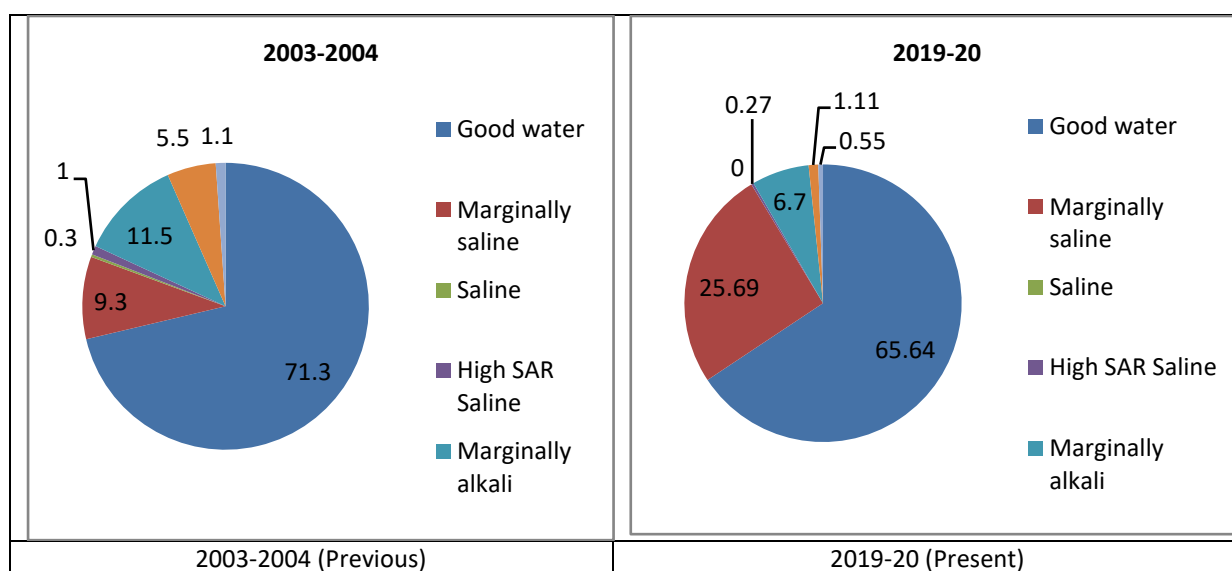 2003-2004
5.5
1.1
1
0.3
11.5
9.3
71.3
Good water
Marginally
saline
Saline
High SAR
Saline
Marginally
alkali
2019-20
0.27
1.11
0.55
0
6.7
25.69
65.64
Good water
Marginally
saline
Saline
High SAR Saline
Marginally
alkali
2003-2004 (Previous)
2019-20 (Present)